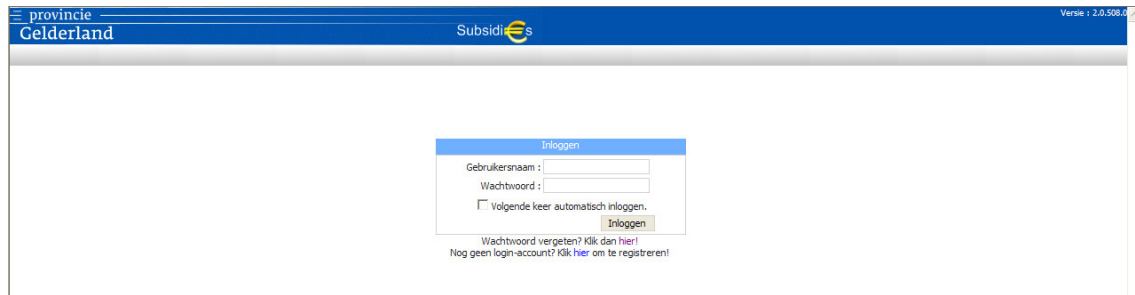 provincie
Gelderland
Subsidi€s
Versie : 2.0.508.0
Inloggen
Gebruikersnaam :
Wachtwoord :
Volgende keer automatisch inloggen.
Inloggen
Wachtwoord vergeten? Klik dan hier!
Nog geen login-account? Klik hier om te registreren!